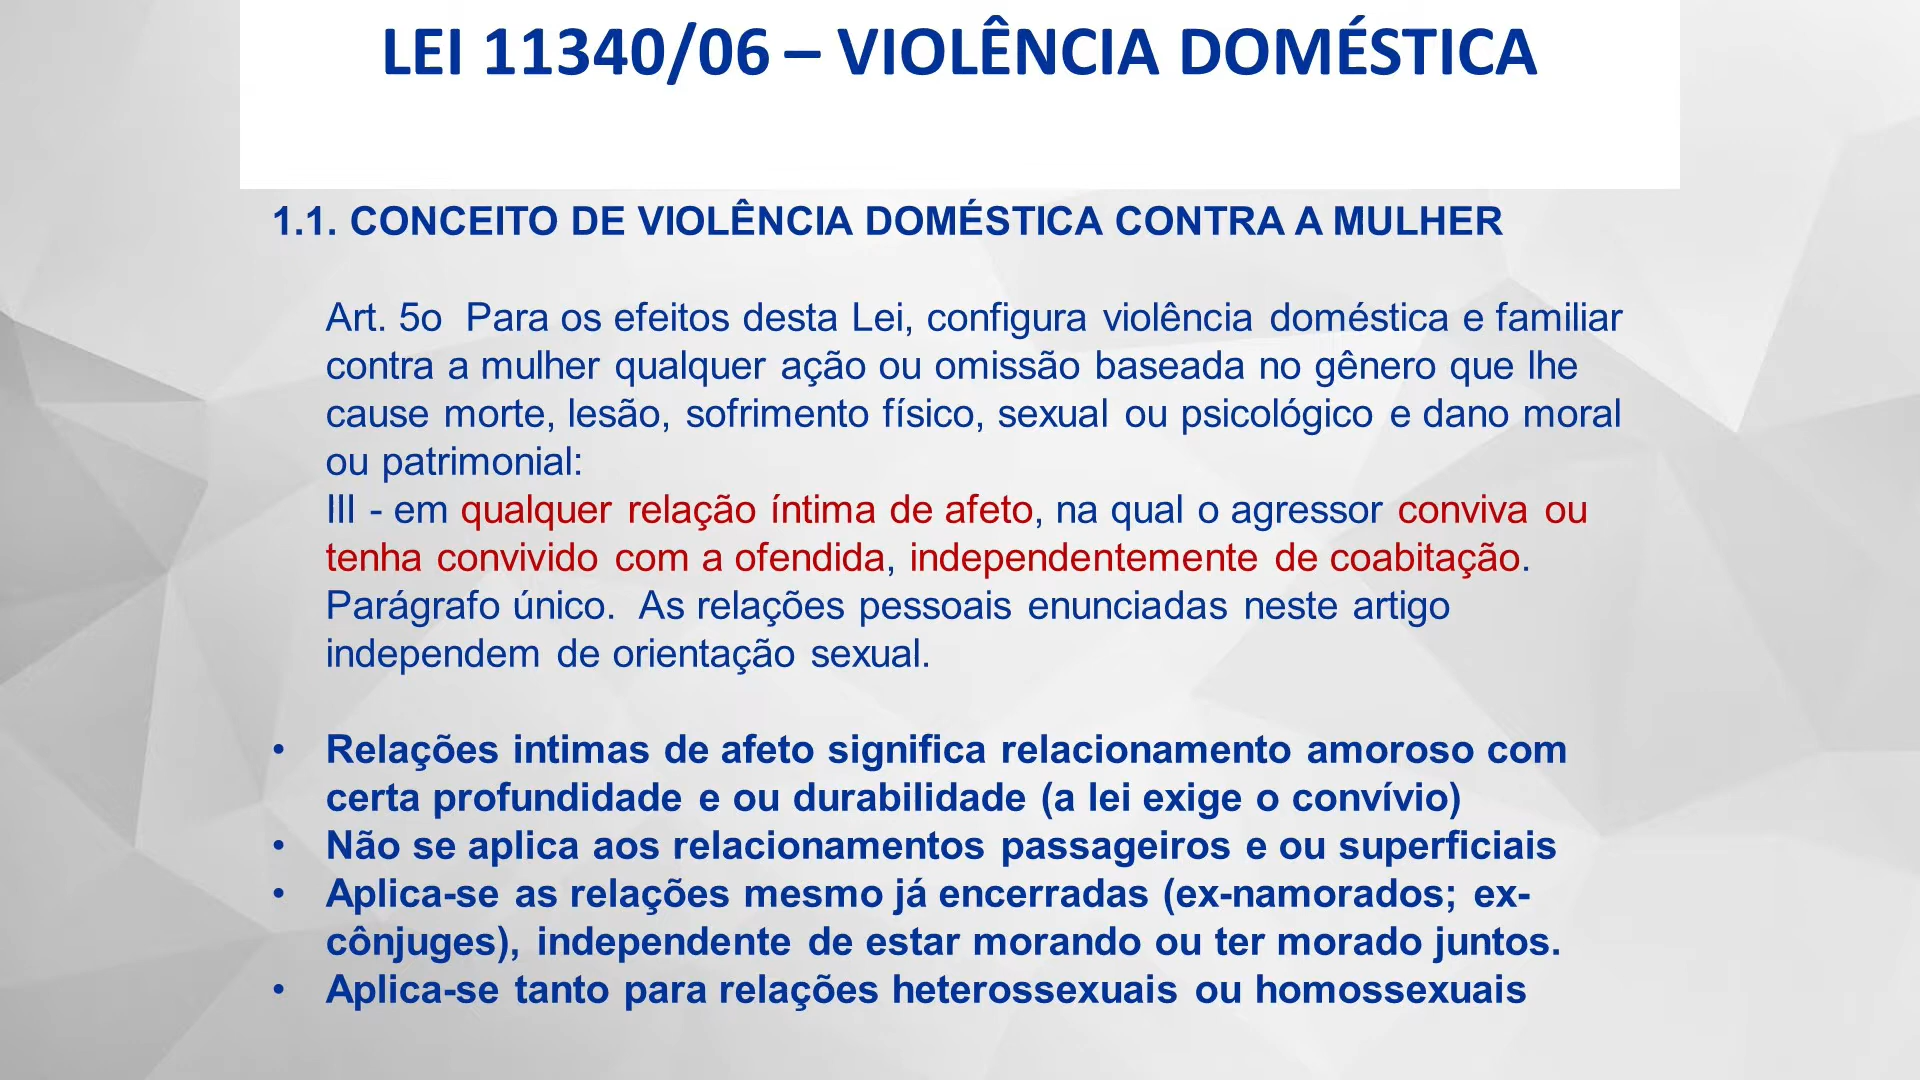 LEI 11340/06 – VIOLÊNCIA DOMÉSTICA
1.1. CONCEITO DE VIOLÊNCIA DOMÉSTICA CONTRA A MULHER
Art. 5o  Para os efeitos desta Lei, configura violência doméstica e familiar
contra a mulher qualquer ação ou omissão baseada no gênero que lhe
cause morte, lesão, sofrimento físico, sexual ou psicológico e dano moral
ou patrimonial:
III - em qualquer relação íntima de afeto, na qual o agressor conviva ou
tenha convivido com a ofendida, independentemente de coabitação.
Parágrafo único.  As relações pessoais enunciadas neste artigo
independem de orientação sexual.
• Relações intimas de afeto significa relacionamento amoroso com
certa profundidade e ou durabilidade (a lei exige o convívio)
• Não se aplica aos relacionamentos passageiros e ou superficiais
• Aplica-se as relações mesmo já encerradas (ex-namorados; ex-
cônjuges), independente de estar morando ou ter morado juntos.
• Aplica-se tanto para relações heterossexuais ou homossexuais